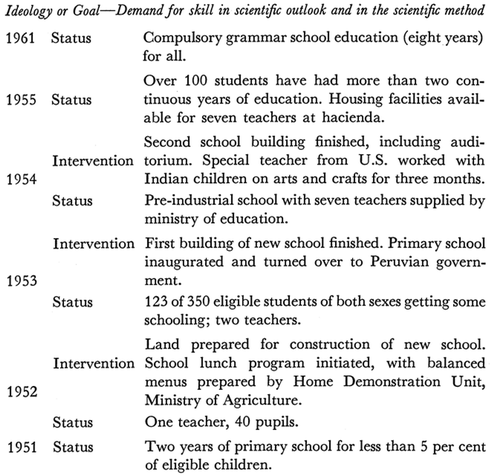 Ideology or Goal—Demand for skill in scientific outlook and in the scientific method
1961 Status Compulsory grammar school education (eight years)
for all.
Over 100 students have had more than two con-
1955 Status tinuous years of education. Housing facilities avail-
able for seven teachers at hacienda.
Second school building finished, including audi-
Intervention torium. Special teacher from U.S. worked with
1954 Indian children on arts and crafts for three months.
Status Pre-industrial school with seven teachers supplied by
ministry of education.
Intervention First building of new school finished. Primary school
inaugurated and turned over to Peruvian govern-
1953 ment.
Status 123 of 350 eligible students of both sexes getting some
schooling; two teachers.
Land prepared for construction of new school.
Intervention School lunch program initiated, with balanced
menus prepared by Home Demonstration Unit,
1952 Ministry of Agriculture.
Status One teacher, 40 pupils.
1951 Status Two years of primary school for less than 5 per cent
of eligible children.